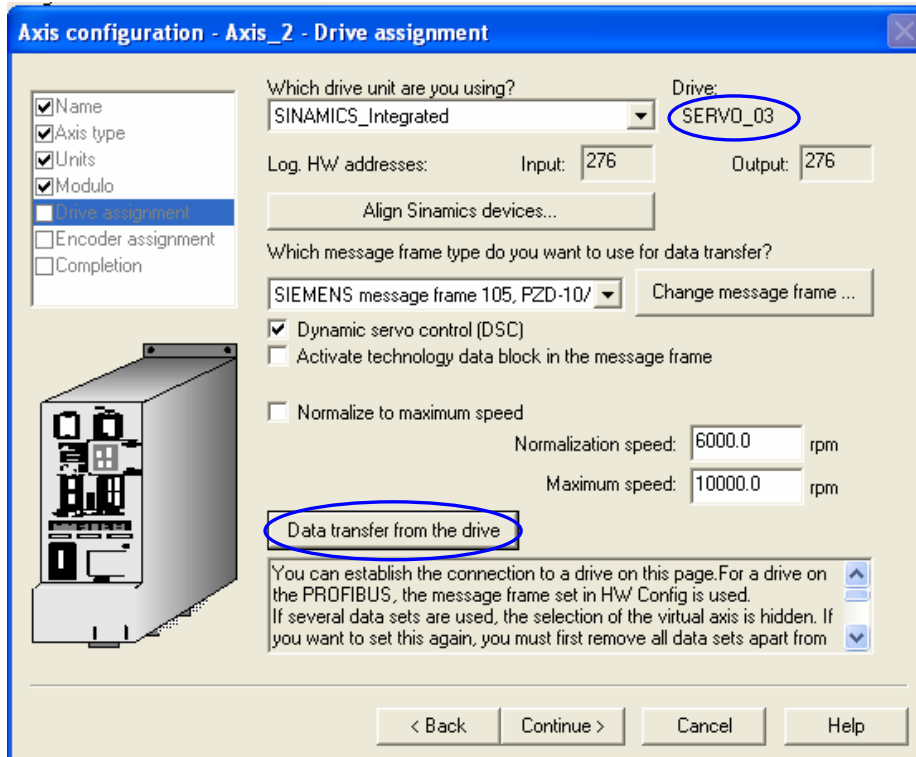 Axis configuration - Axis_2 - Drive assignment
Name
Axis type
Units
Modulo
Drive assignment
Encoder assignment
Completion
Which drive unit are you using?
Drive:
SINAMICS_Integrated
SERVO_03
Log. HW addresses: Input: 276 Output: 276
Align Sinamics devices...
Which message frame type do you want to use for data transfer?
SIEMENS message frame 105, PZD-10/
Change message frame ...
Dynamic servo control (DSC)
Activate technology data block in the message frame
Normalize to maximum speed
Normalization speed: 6000.0 rpm
Maximum speed: 10000.0 rpm
Data transfer from the drive
You can establish the connection to a drive on this page.For a drive on
the PROFIBUS, the message frame set in HW Config is used.
If several data sets are used, the selection of the virtual axis is hidden. If
you want to set this again, you must first remove all data sets apart from
< Back Continue > Cancel Help